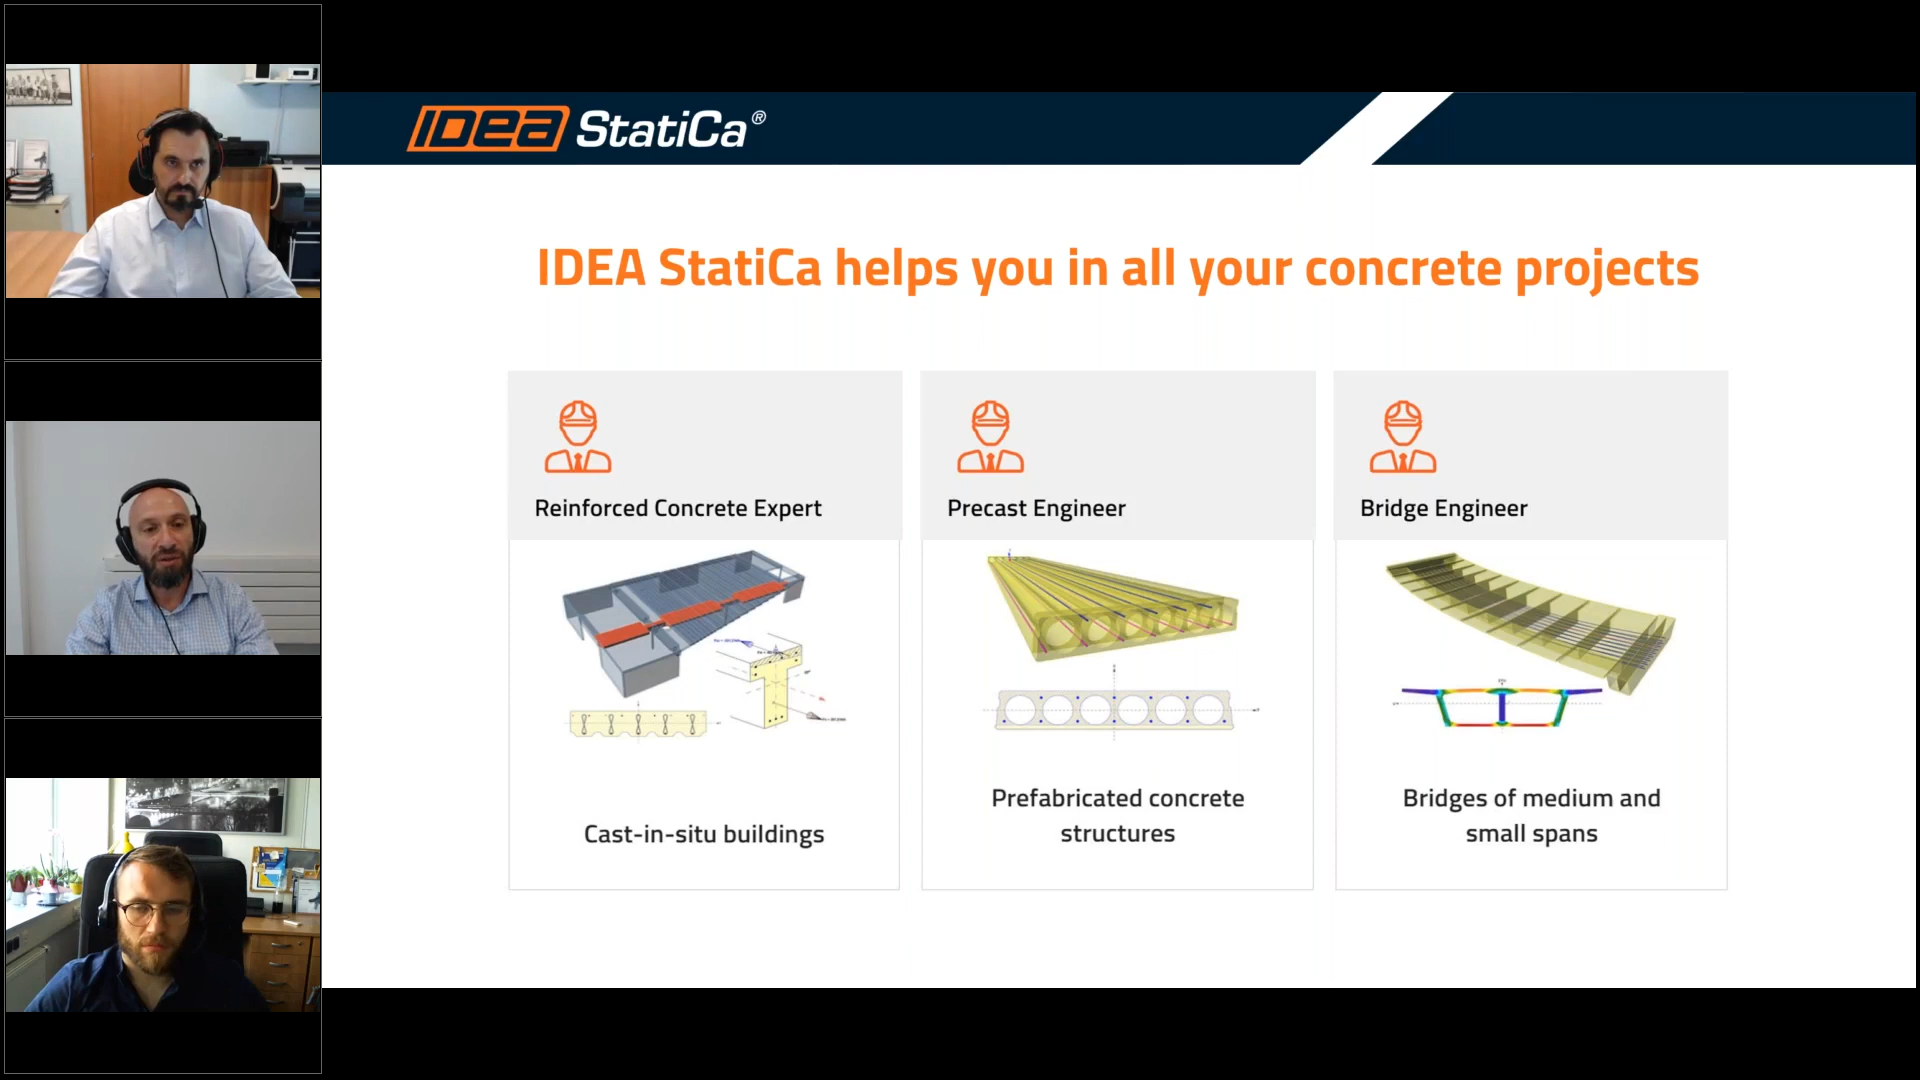 IDEA StatiCa®
IDEA StatiCa helps you in all your concrete projects
Reinforced Concrete Expert
Precast Engineer
Bridge Engineer
Cast-in-situ buildings
Prefabricated concrete
structures
Bridges of medium and
small spans